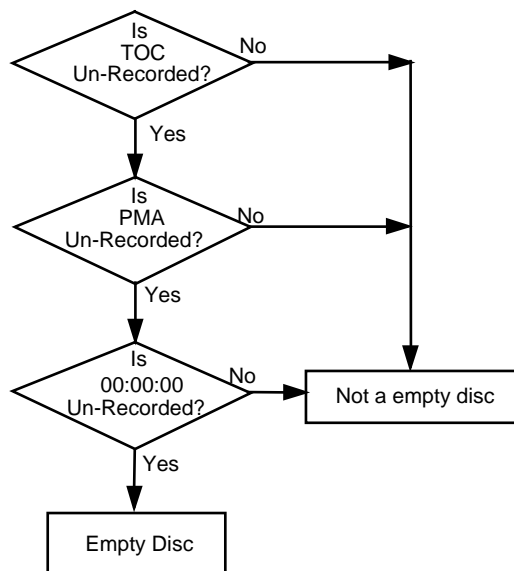 Is
TOC
Un-Recorded?
No
Yes
Is
PMA
Un-Recorded?
No
Yes
Is
00:00:00
Un-Recorded?
No
Not a empty disc
Yes
Empty Disc